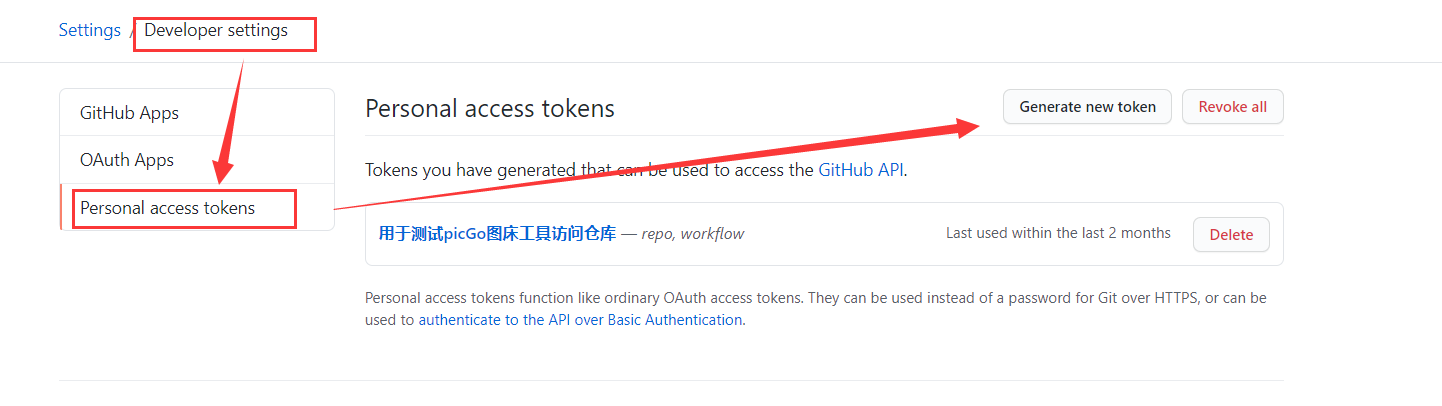 Settings / Developer settings
GitHub Apps
OAuth Apps
Personal access tokens
Personal access tokens
Generate new token
Revoke all
Tokens you have generated that can be used to access the GitHub API.
用于测试picGo图床工具访问仓库 — repo, workflow
Last used within the last 2 months
Delete
Personal access tokens function like ordinary OAuth access tokens. They can be used instead of a password for Git over HTTPS, or can be
used to authenticate to the API over Basic Authentication.